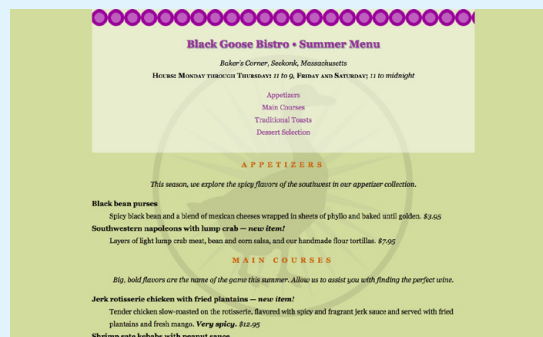 Black Goose Bistro • Summer Menu
Baker's Corner, Seekonk, Massachusetts
Hours: Monday through Thursday: 11 to 9, Friday and Saturday; 11 to midnight
Appetizers
Main Courses
Traditional Toasts
Dessert Selection
APPETIZERS
This season, we explore the spicy flavors of the southwest in our appetizer collection.
Black bean purses
Spicy black bean and a blend of mexican cheeses wrapped in sheets of phyllo and baked until golden. $3.95
Southwestern napoleons with lump crab — new item!
Layers of light lump crab meat, bean and corn salsa, and our handmade flour tortillas. $7.95
MAIN COURSES
Big, bold flavors are the name of the game this summer. Allow us to assist you with finding the perfect wine.
Jerk rotisserie chicken with fried plantains — new item!
Tender chicken slow-roasted on the rotisserie, flavored with spicy and fragrant jerk sauce and served with fried
plantains and fresh mango. Very spicy. $12.95
Shrimp sate kebabs with peanut sauce